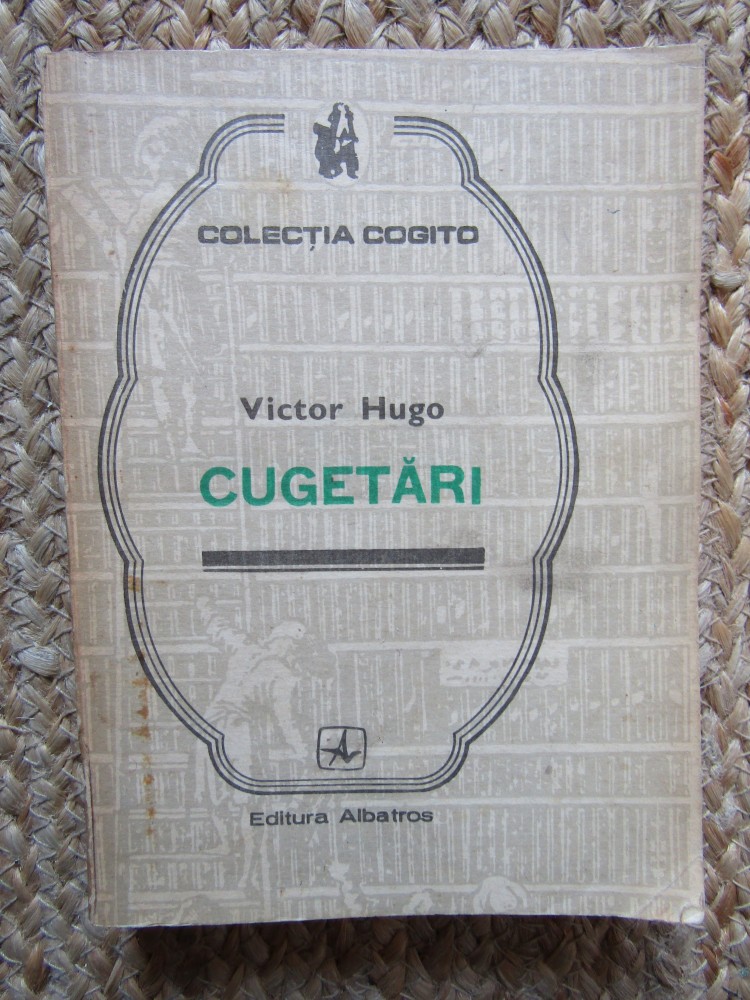 COLECȚIA COGITO
Victor Hugo
CUGETĂRI
Editura Albatros